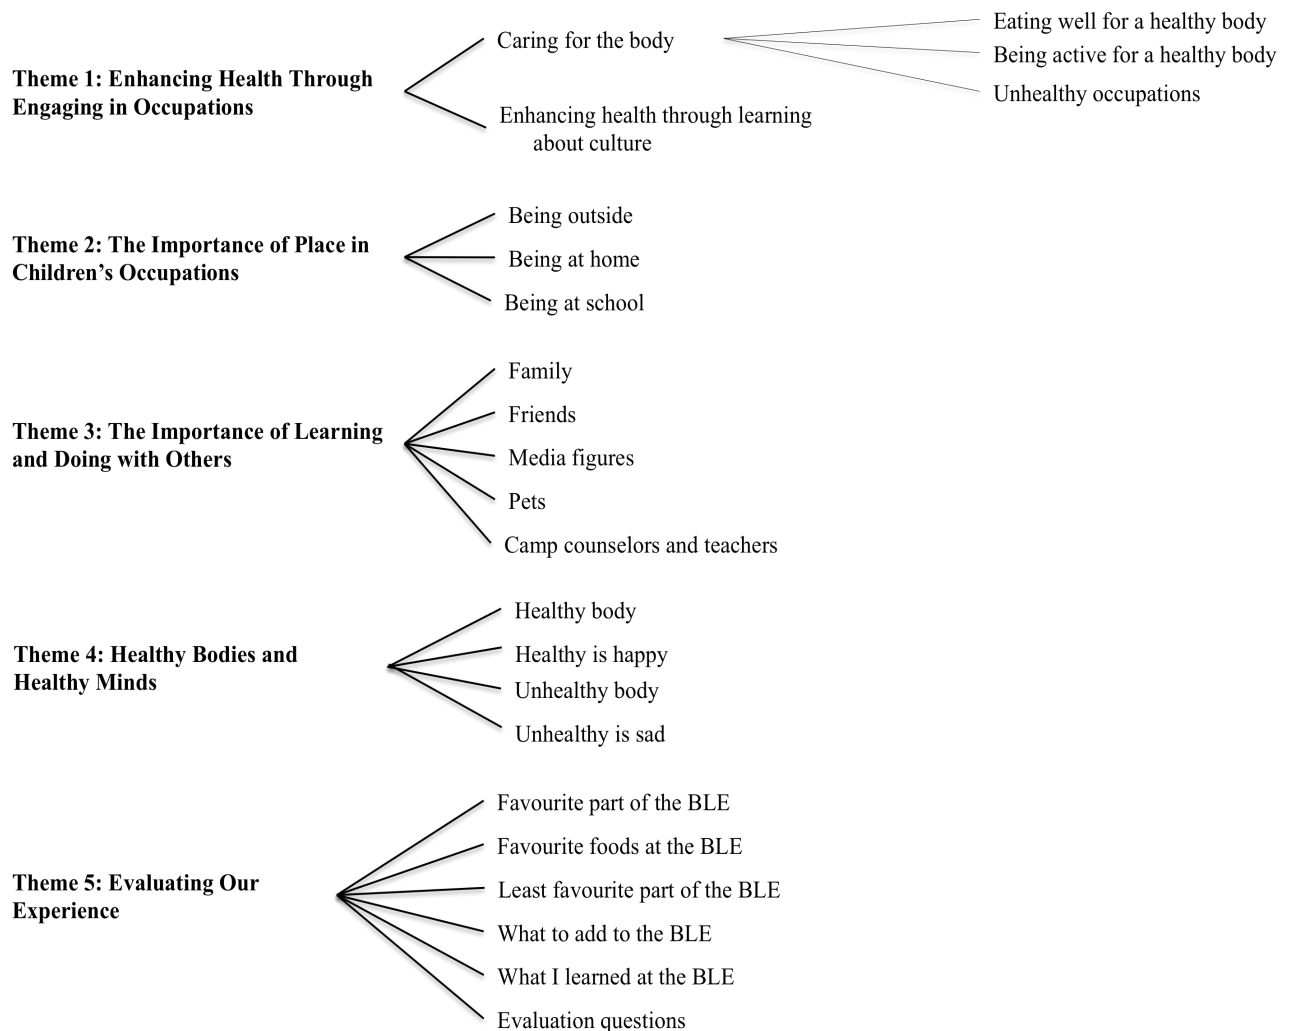 Theme 1: Enhancing Health Through
Engaging in Occupations
Caring for the body
Eating well for a healthy body
Being active for a healthy body
Unhealthy occupations
Enhancing health through learning
about culture
Theme 2: The Importance of Place in
Children’s Occupations
Being outside
Being at home
Being at school
Theme 3: The Importance of Learning
and Doing with Others
Family
Friends
Media figures
Pets
Camp counselors and teachers
Theme 4: Healthy Bodies and
Healthy Minds
Healthy body
Healthy is happy
Unhealthy body
Unhealthy is sad
Theme 5: Evaluating Our
Experience
Favourite part of the BLE
Favourite foods at the BLE
Least favourite part of the BLE
What to add to the BLE
What I learned at the BLE
Evaluation questions